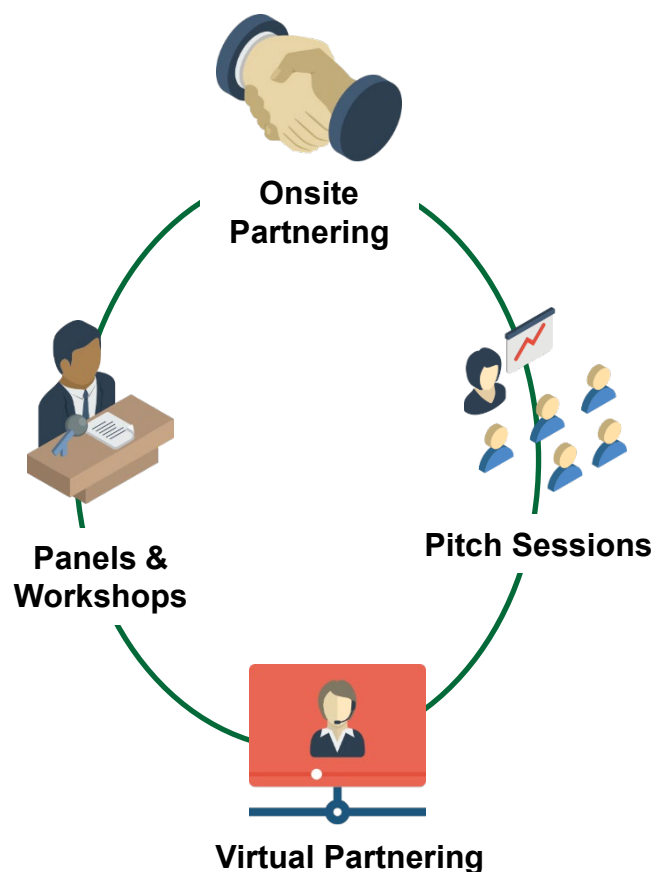 Onsite
Partnering
Pitch Sessions
Panels &
Workshops
Virtual Partnering